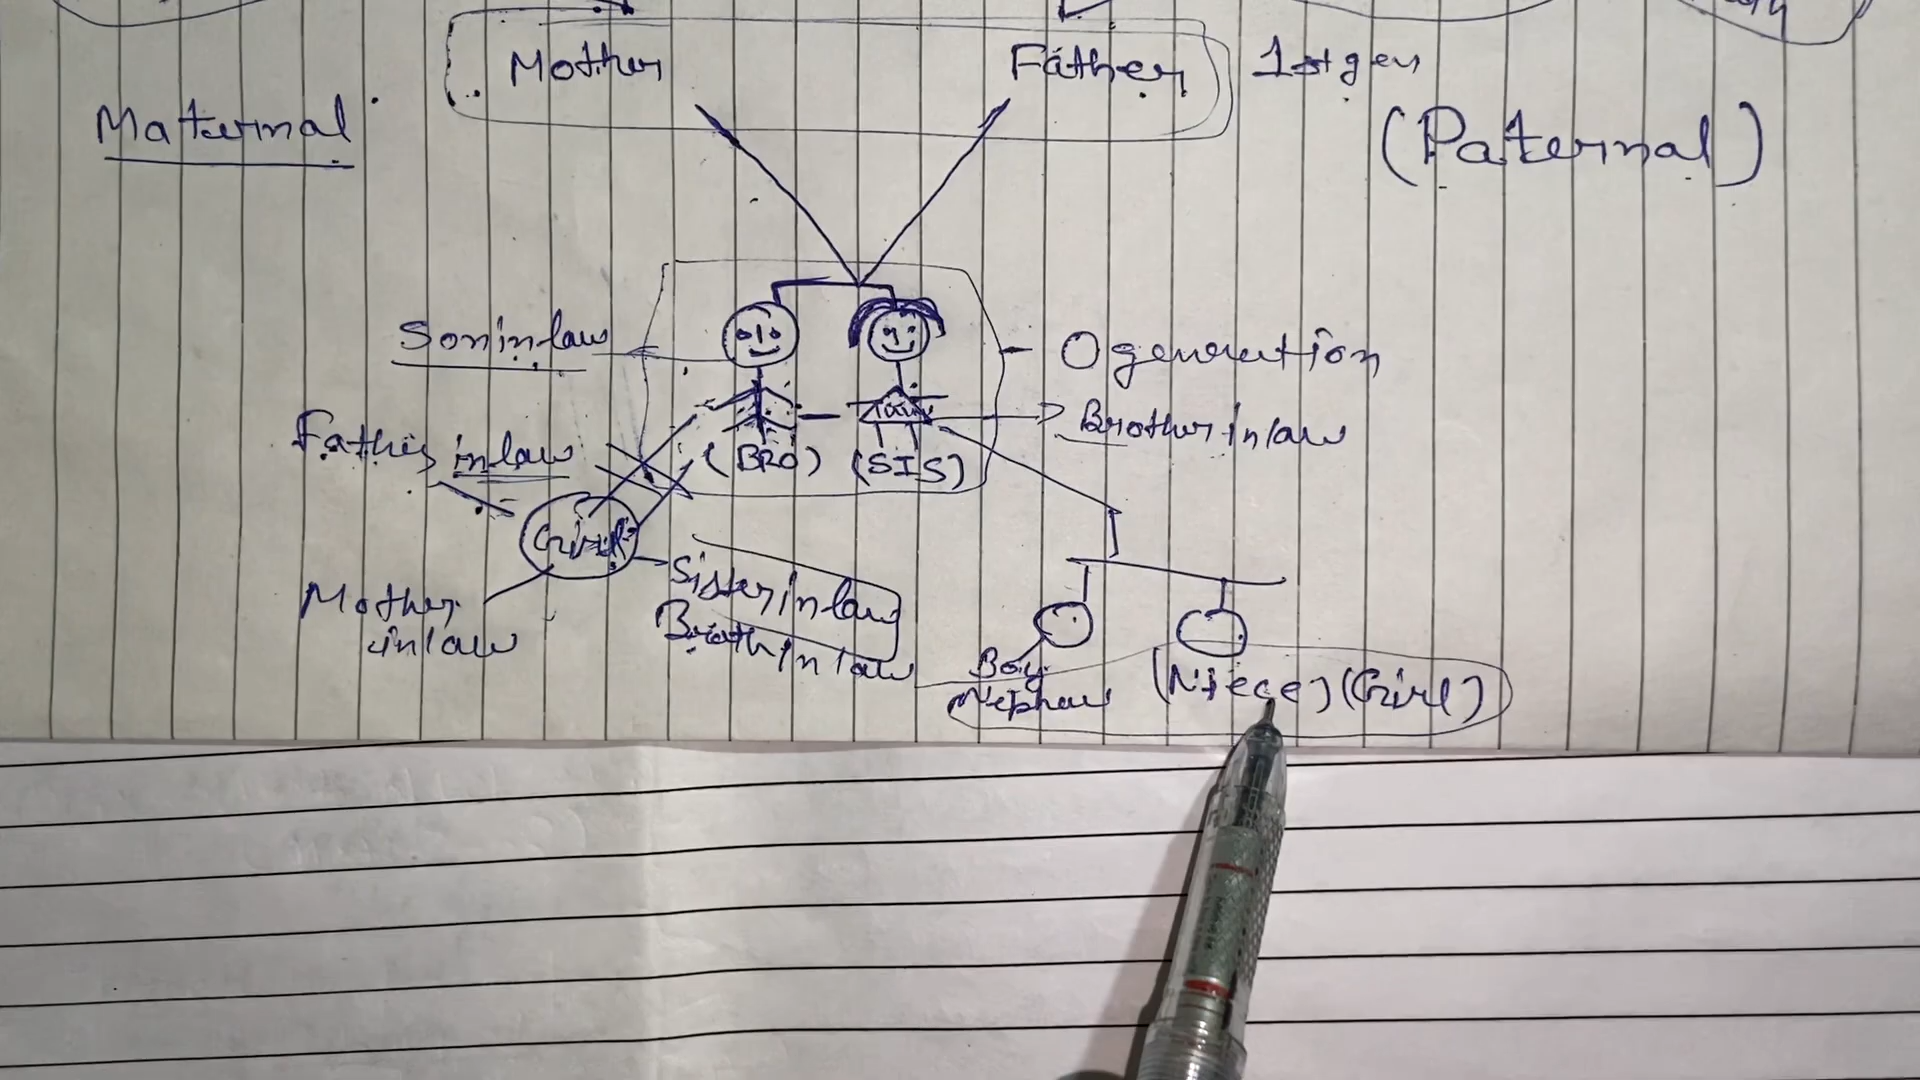 Mother Father 1st gen
Maternal (Paternal)
Son in law 0 generation
Brother in law
Father in law (BRO) (SIS)
Girl
Sister in law
Mother in law Broth in law
Boy
Nephew (Niece) (Girl)